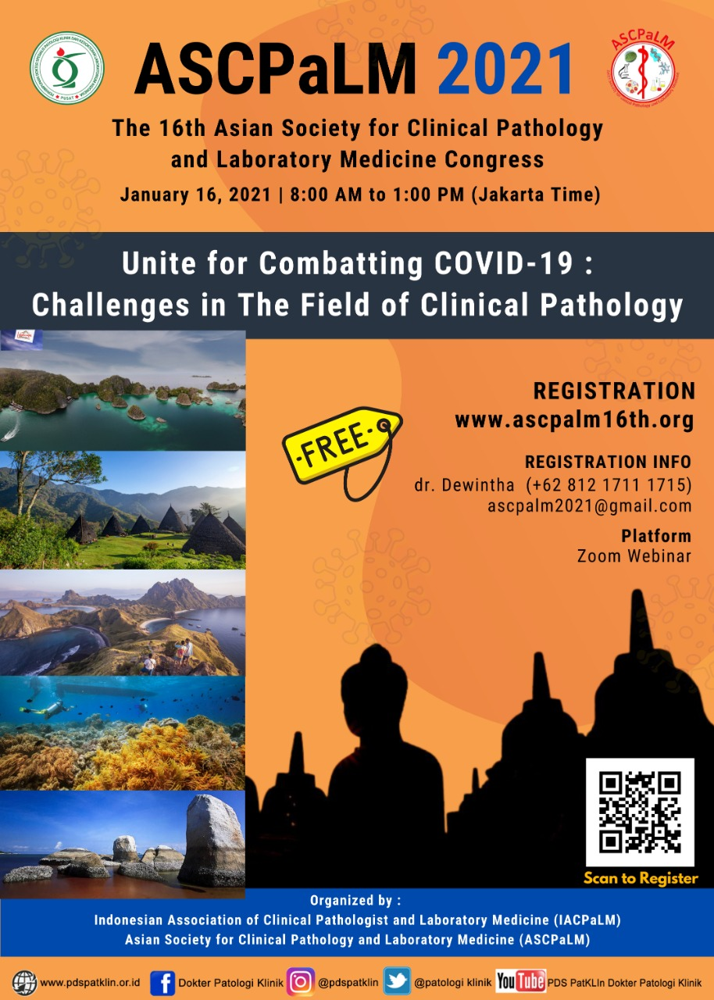 ASCPaLM 2021
ASCPaLM
PUSAT
The 16th Asian Society for Clinical Pathology
and Laboratory Medicine Congress
January 16, 2021 | 8:00 AM to 1:00 PM (Jakarta Time)
Unite for Combatting COVID-19 :
Challenges in The Field of Clinical Pathology
REGISTRATION
www.ascpalm16th.org
-FREE-
REGISTRATION INFO
dr. Dewintha (+62 812 1711 1715)
ascpalm2021@gmail.com
Platform
Zoom Webinar
Scan to Register
Organized by :
Indonesian Association of Clinical Pathologist and Laboratory Medicine (IACPaLM)
Asian Society for Clinical Pathology and Laboratory Medicine (ASCPaLM)
www.pdspatklin.or.id f Dokter Patologi Klinik @pdspatklin @patologi klinik YouTube PDS PatKLIn Dokter Patologi Klinik